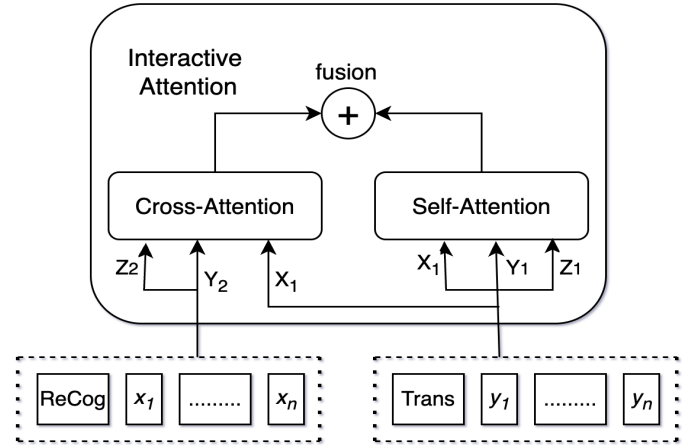 Interactive
Attention
fusion
+
Cross-Attention
Self-Attention
Z2
Y2
X1
X1
Y1
Z1
ReCog
x1
.........
xn
Trans
y1
.........
yn